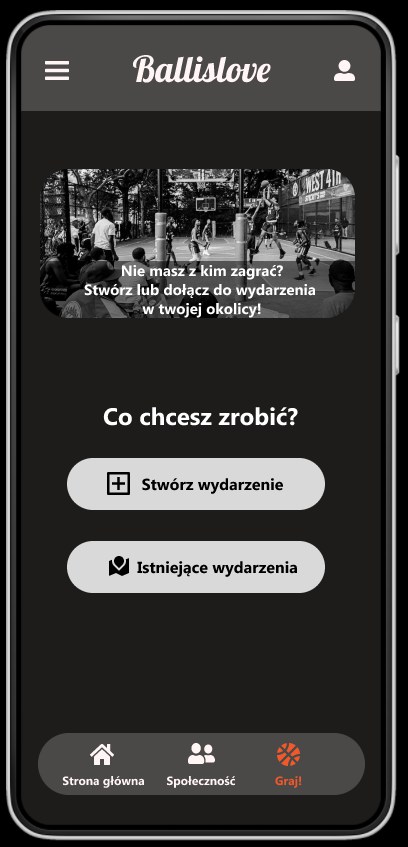 Ballislove
WEST 4TH
Nie masz z kim zagrać?
Stwórz lub dołącz do wydarzenia
w twojej okolicy!
Co chcesz zrobić?
Stwórz wydarzenie
Istniejące wydarzenia
Strona główna Społeczność Graj!